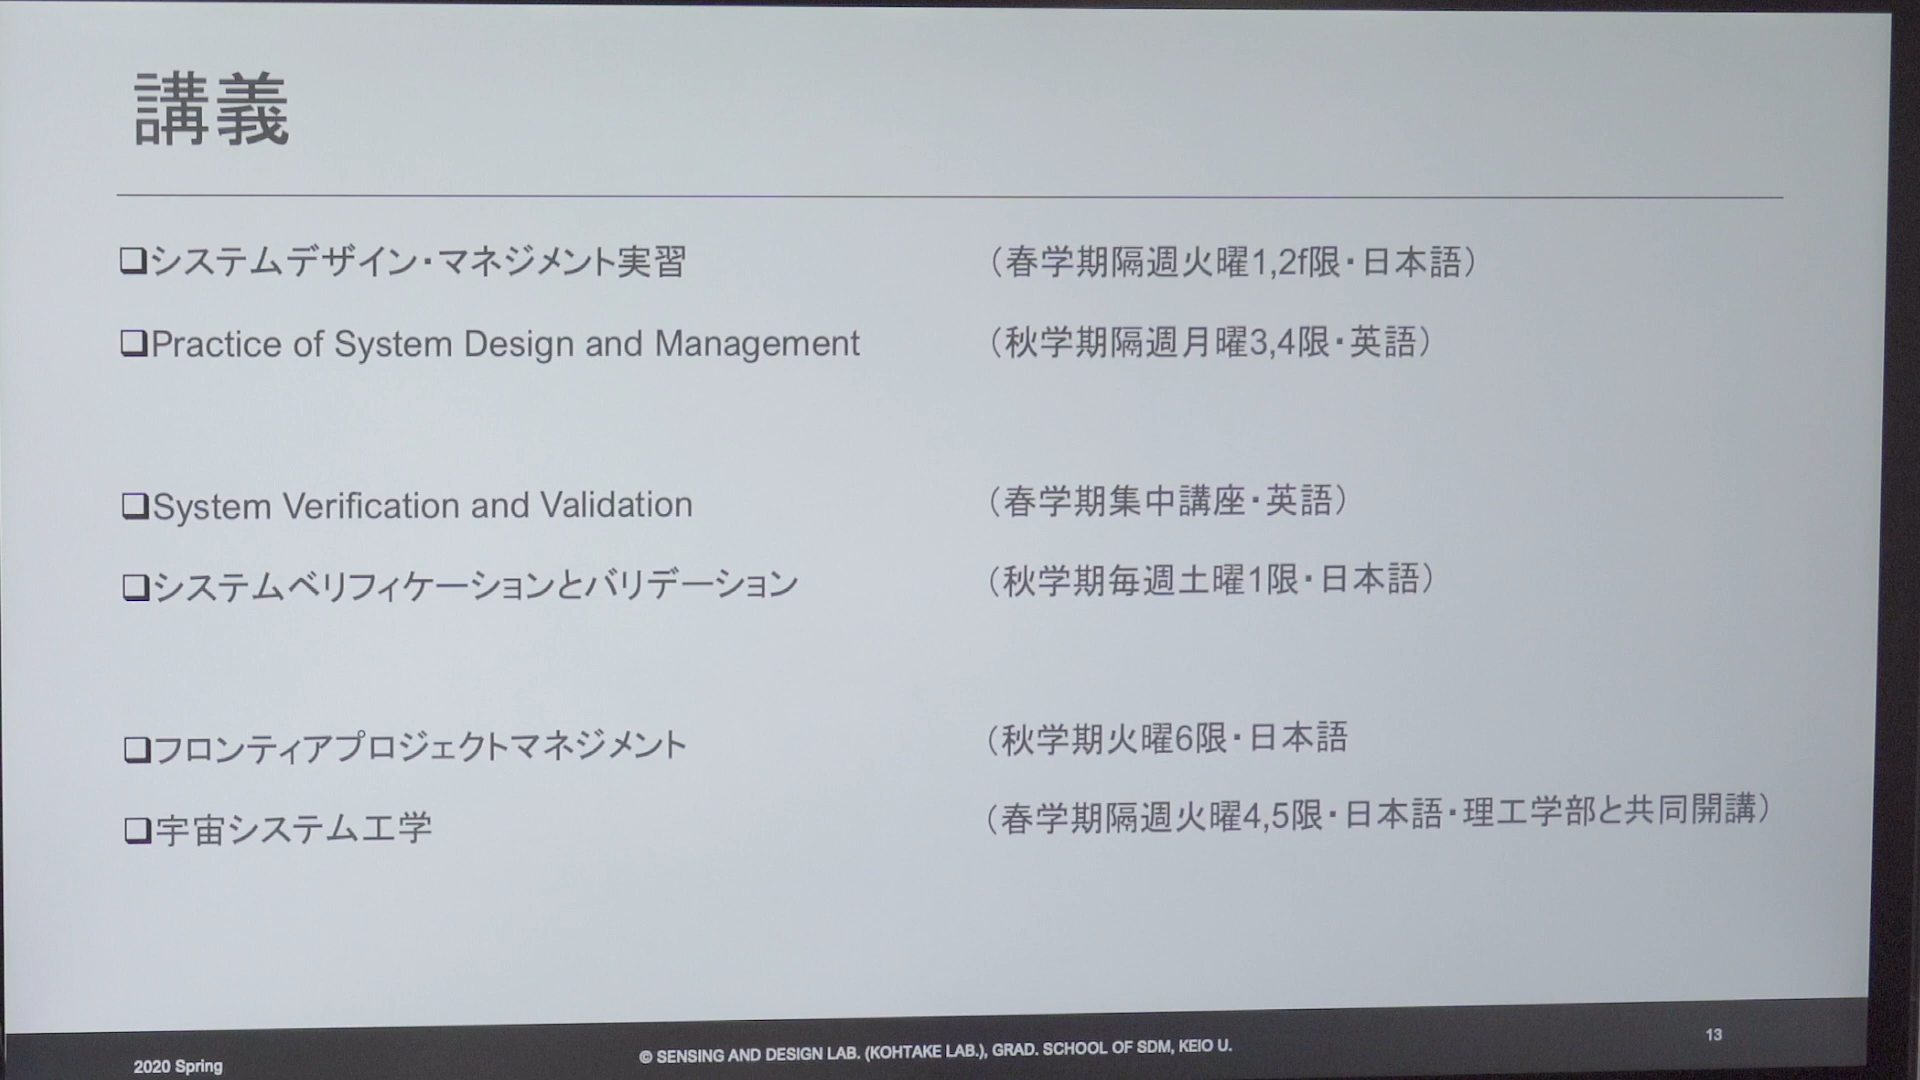 講義
❑システムデザイン・マネジメント実習 （春学期隔週火曜1,2f限・日本語）
❑Practice of System Design and Management （秋学期隔週月曜3,4限・英語）
❑System Verification and Validation （春学期集中講座・英語）
❑システムベリフィケーションとバリデーション （秋学期毎週土曜1限・日本語）
❑フロンティアプロジェクトマネジメント （秋学期火曜6限・日本語
❑宇宙システム工学 （春学期隔週火曜4,5限・日本語・理工学部と共同開講）
2020 Spring © SENSING AND DESIGN LAB. (KOHTAKE LAB.), GRAD. SCHOOL OF SDM, KEIO U. 13